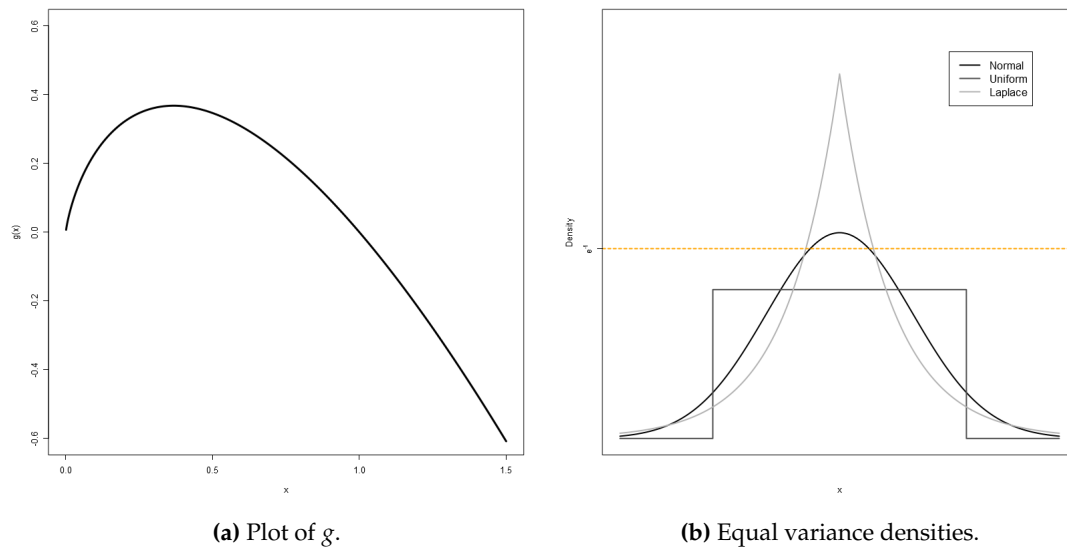 0.6
0.4
0.2
0.0
-0.2
-0.4
-0.6
g(x)
0.0 0.5 1.0 1.5
x
(a) Plot of g.
Normal
Uniform
Laplace
Density
x
(b) Equal variance densities.